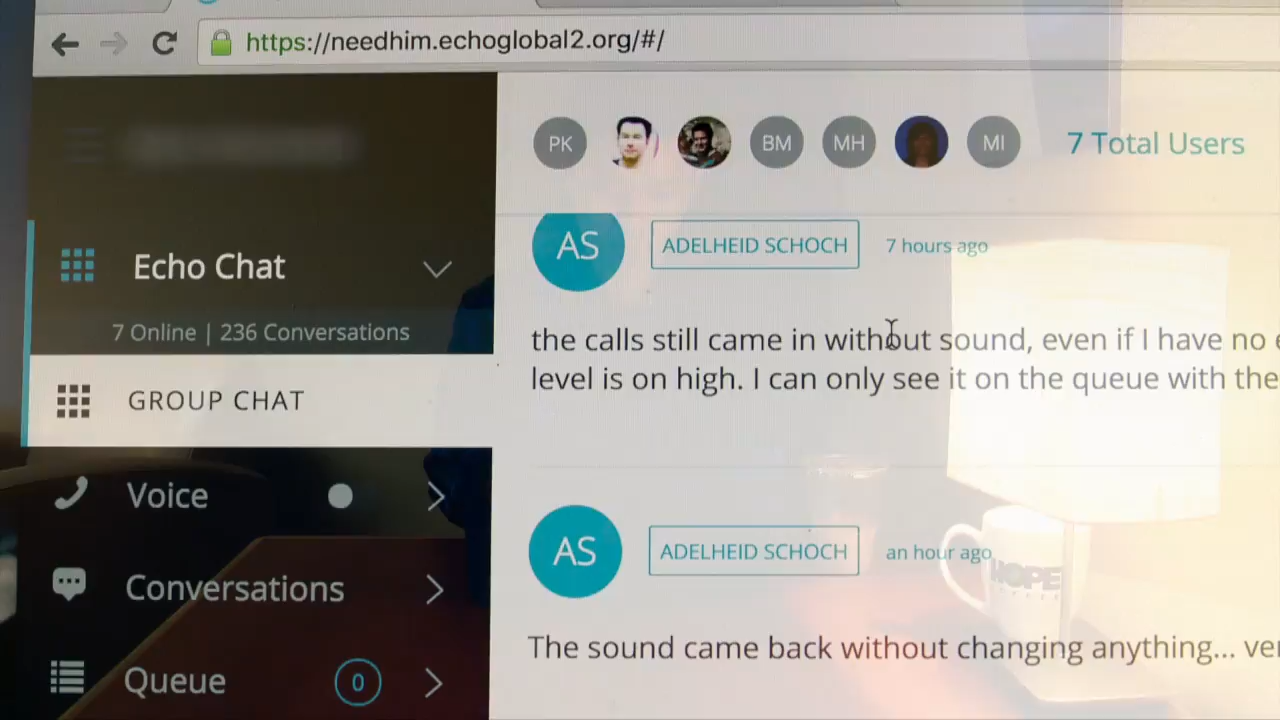 https://needhim.echoglobal2.org/#/
PK
BM
MH
MI
7 Total Users
Echo Chat
7 Online | 236 Conversations
GROUP CHAT
Voice
Conversations
Queue
0
AS
ADELHEID SCHOCH
7 hours ago
the calls still came in without sound, even if I have no
level is on high. I can only see it on the queue with the
AS
ADELHEID SCHOCH
an hour ago
The sound came back without changing anything...
HOPE